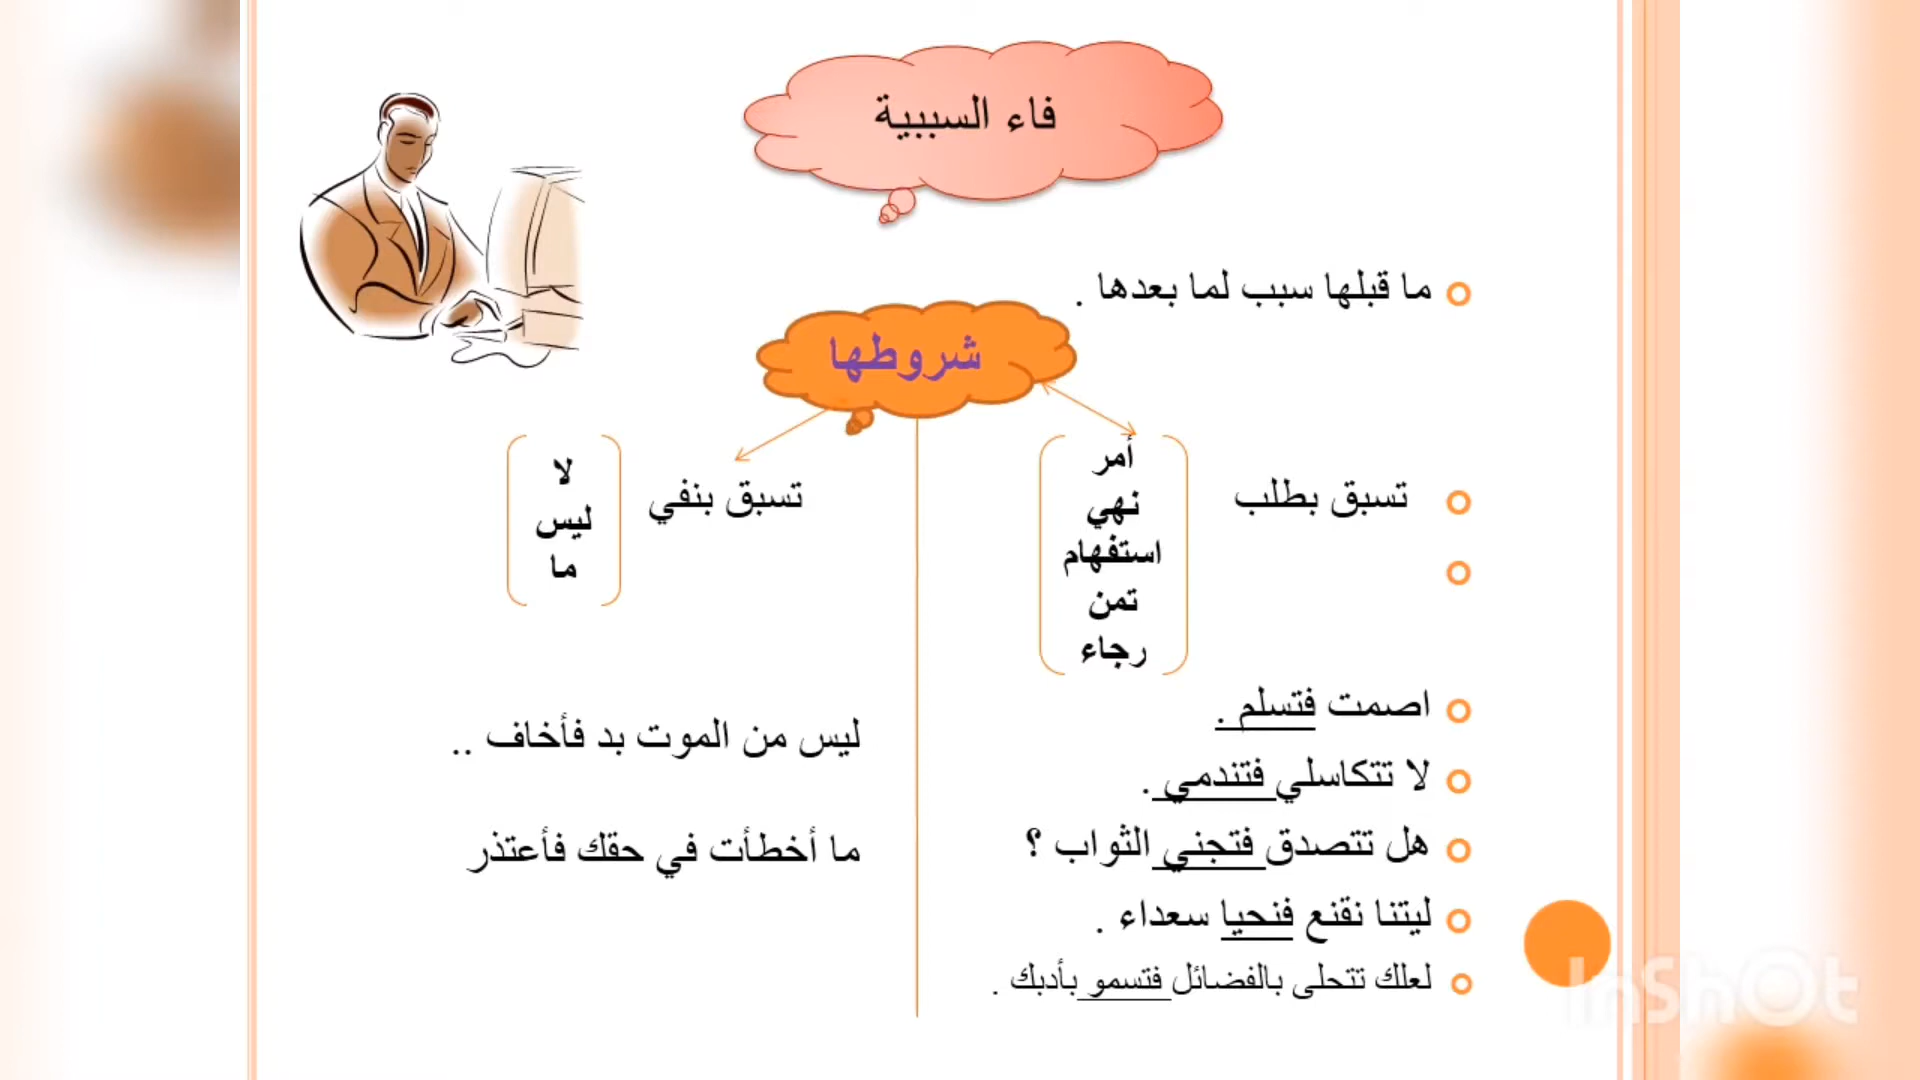 فاء السببية
ما قبلها سبب لما بعدها .
شروطها
تسبق بطلب
أمر
نهي
استفهام
تمن
رجاء
تسبق بنفي
لا
ليس
ما
اصمت فتسلم .
لا تتكاسلي فتندمي .
هل تتصدق فتجني الثواب ؟
ليتنا نقنع فنحيا سعداء .
لعلك تتحلى بالفضائل فتسمو بأدبك .
ليس من الموت بد فأخاف ..
ما أخطأت في حقك فأعتذر
InShOt